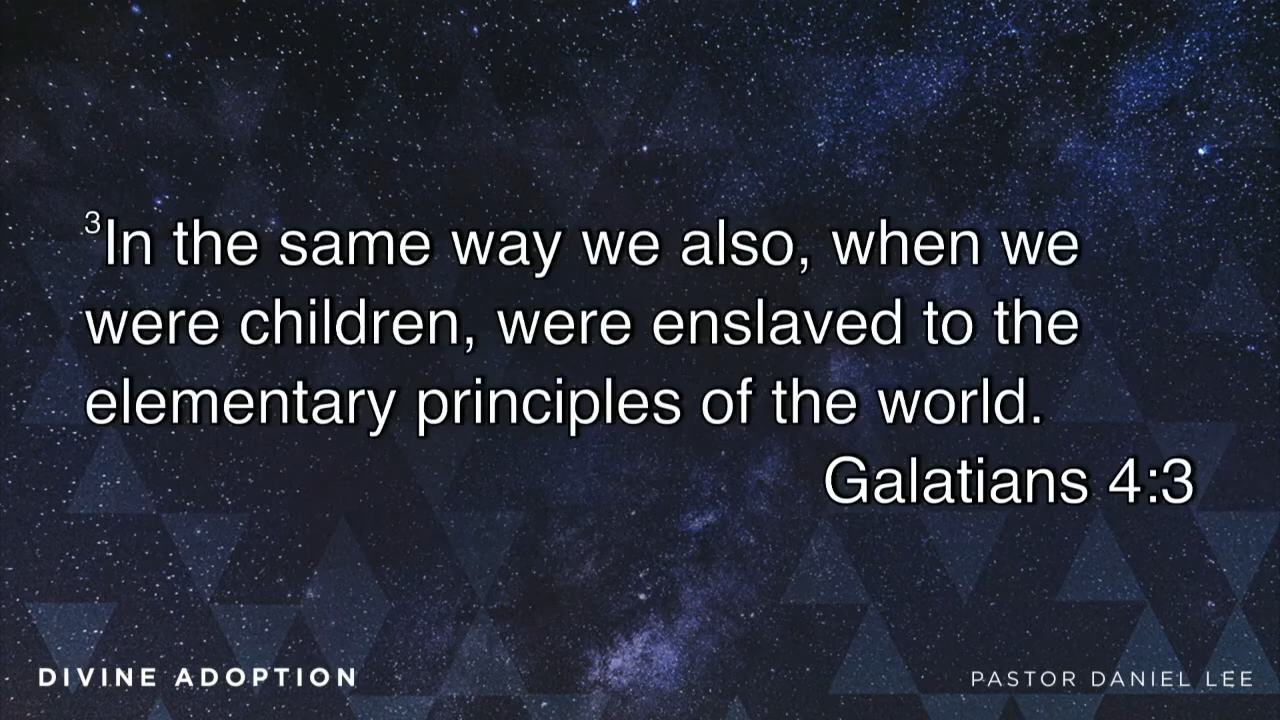 ³In the same way we also, when we
were children, were enslaved to the
elementary principles of the world.
Galatians 4:3
DIVINE ADOPTION
PASTOR DANIEL LEE